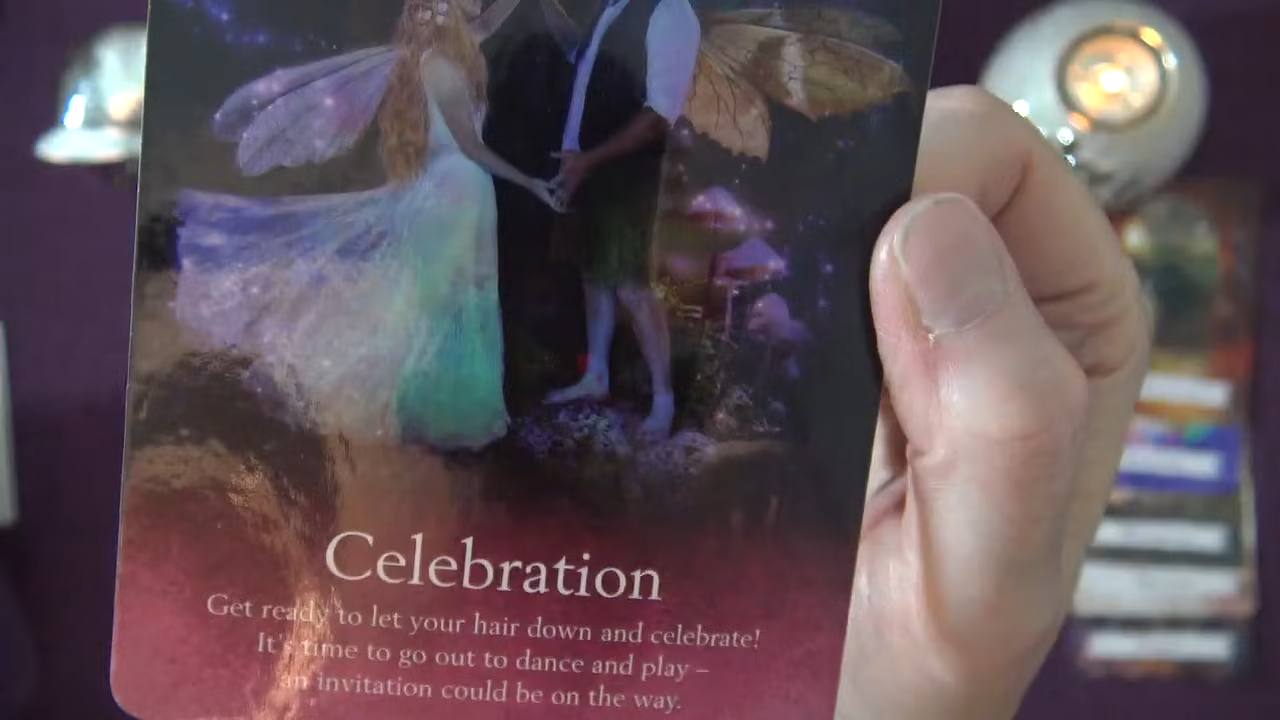 Celebration
Get ready to let your hair down and celebrate!
It's time to go out to dance and play –
an invitation could be on the way.